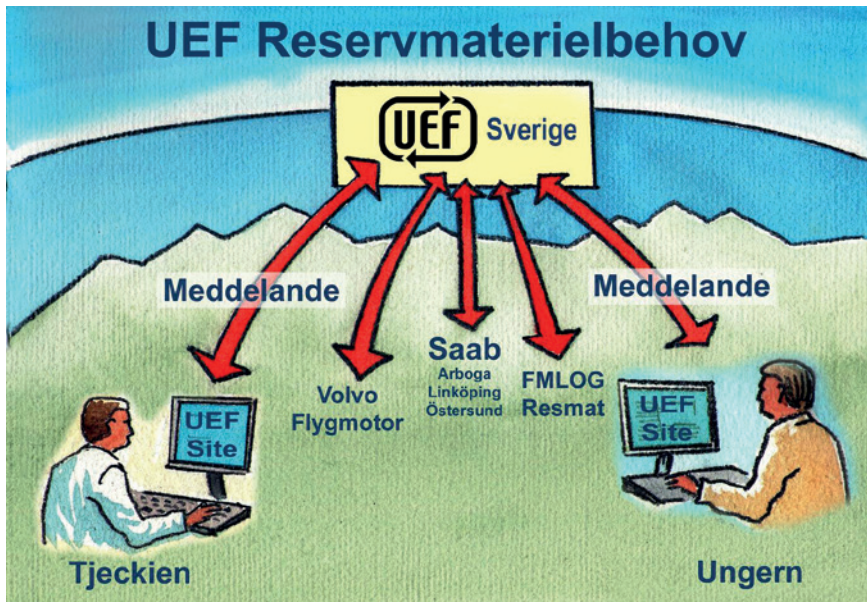 UEF Reservmaterielbehov
UEF Sverige
Meddelande
Meddelande
Volvo
Flygmotor
Saab
Arboga
Linköping
Östersund
FMLOG
Resmat
UEF
Site
UEF
Site
Tjeckien
Ungern